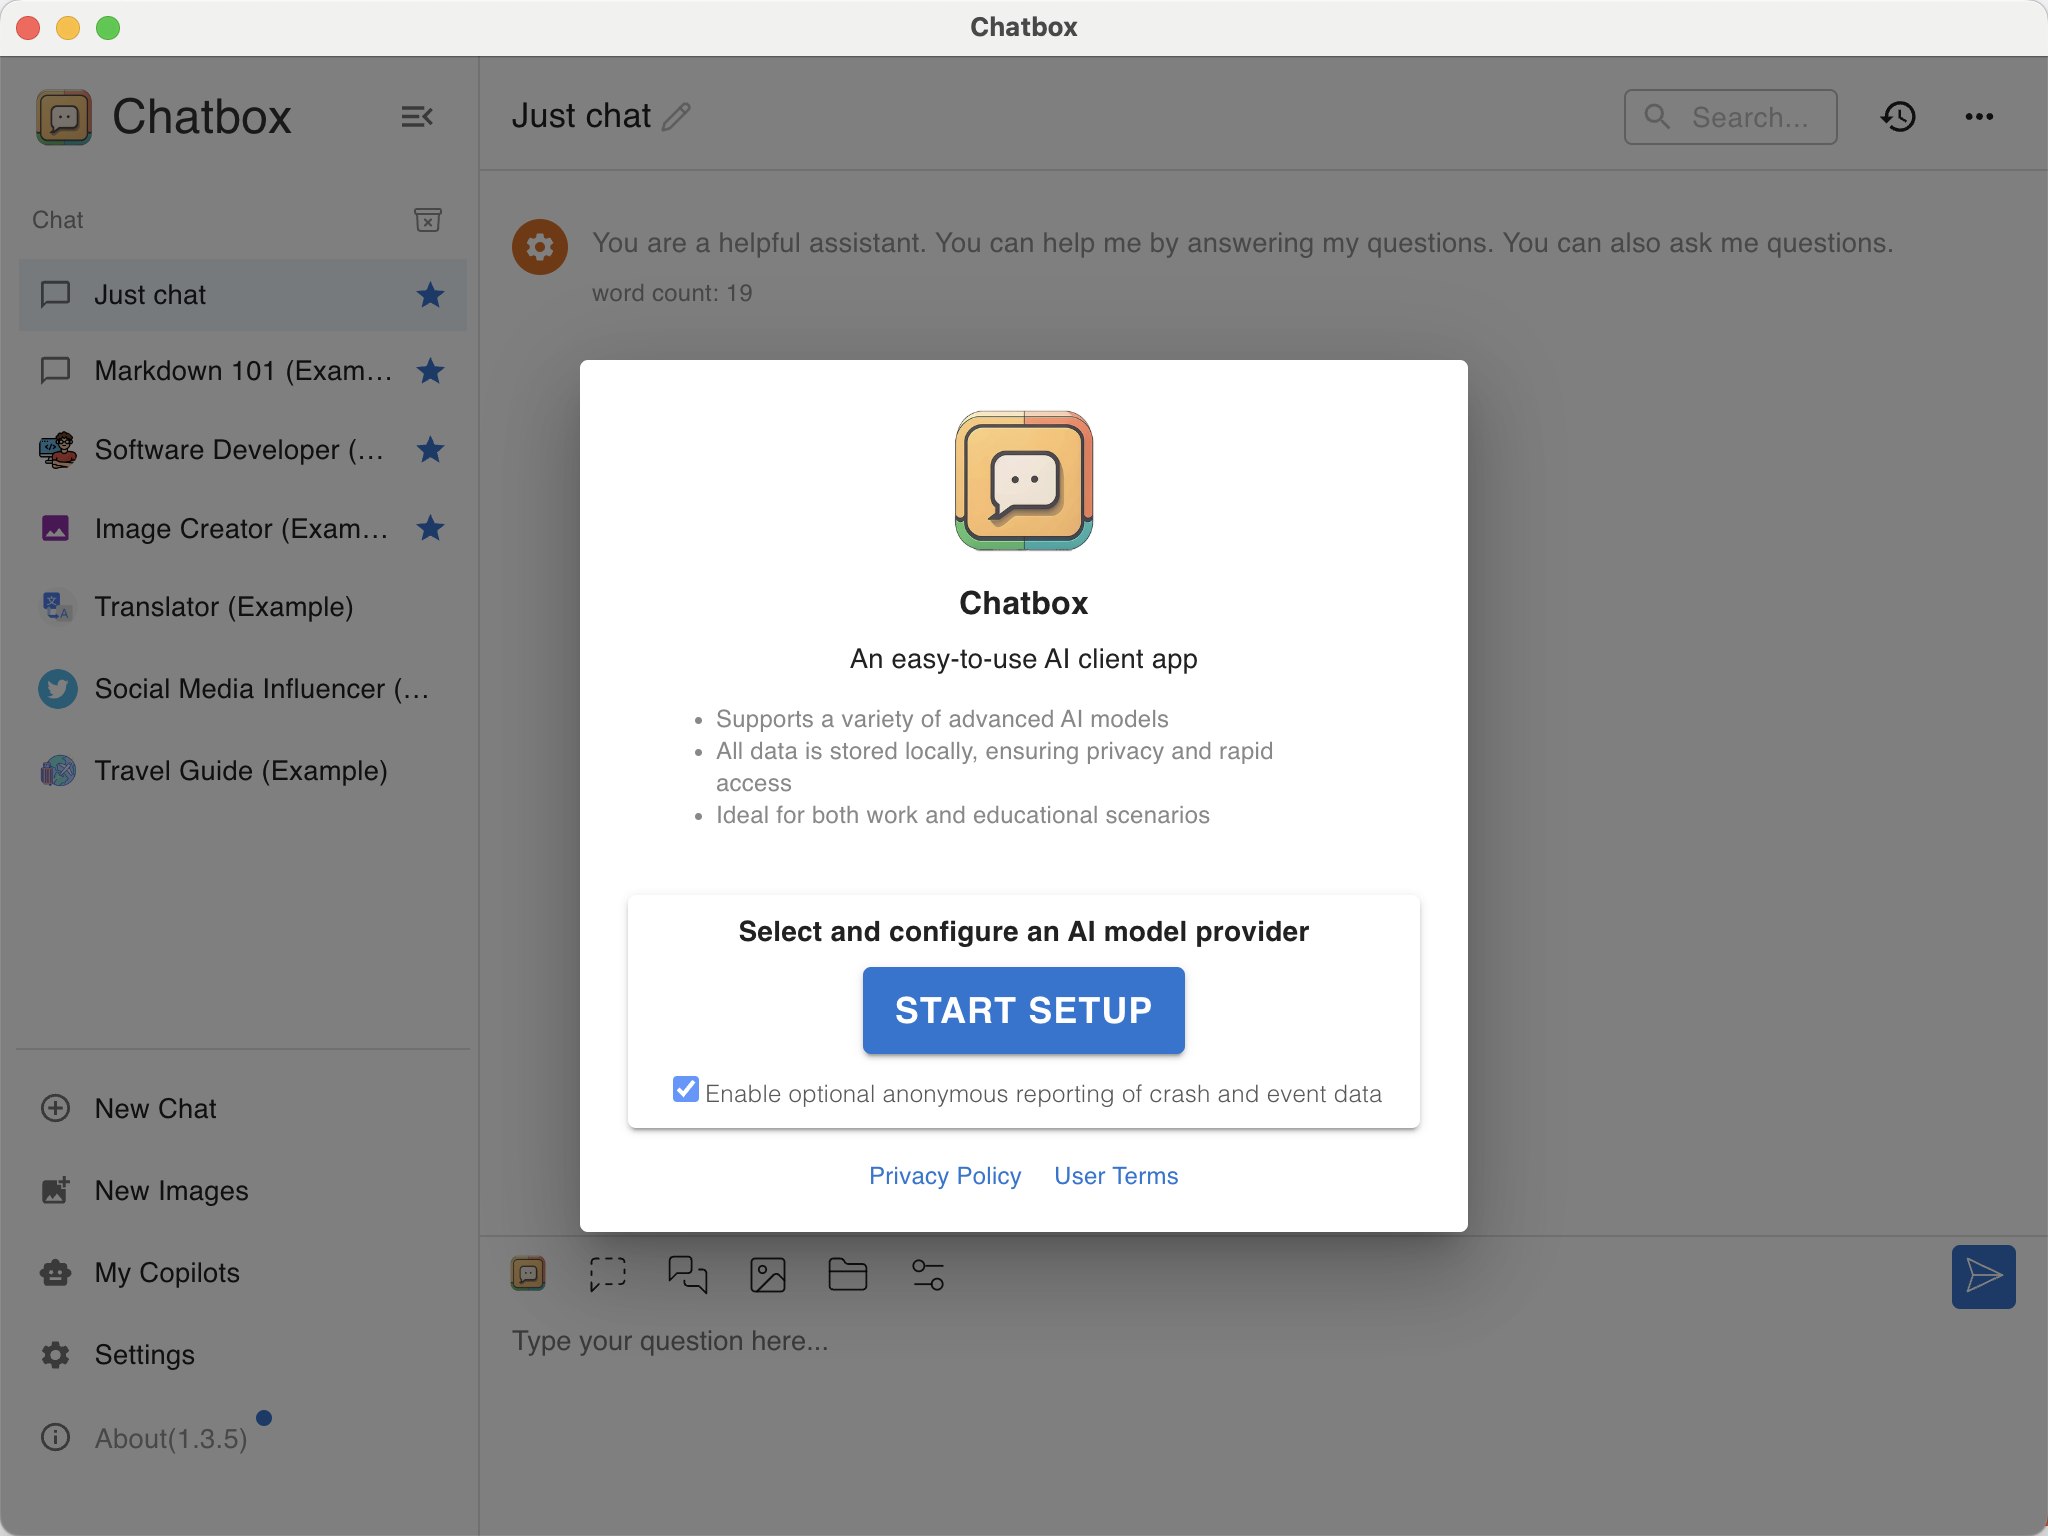 Chatbox
Chatbox
Chat
Just chat
Markdown 101 (Exam...
Software Developer (...
Image Creator (Exam...
Translator (Example)
Social Media Influencer (...
Travel Guide (Example)
New Chat
New Images
My Copilots
Settings
About(1.3.5)
Just chat
Search...
You are a helpful assistant. You can help me by answering my questions. You can also ask me questions.
word count: 19
Chatbox
An easy-to-use AI client app
• Supports a variety of advanced AI models
• All data is stored locally, ensuring privacy and rapid
access
• Ideal for both work and educational scenarios
Select and configure an AI model provider
START SETUP
Enable optional anonymous reporting of crash and event data
Privacy Policy User Terms
Type your question here...